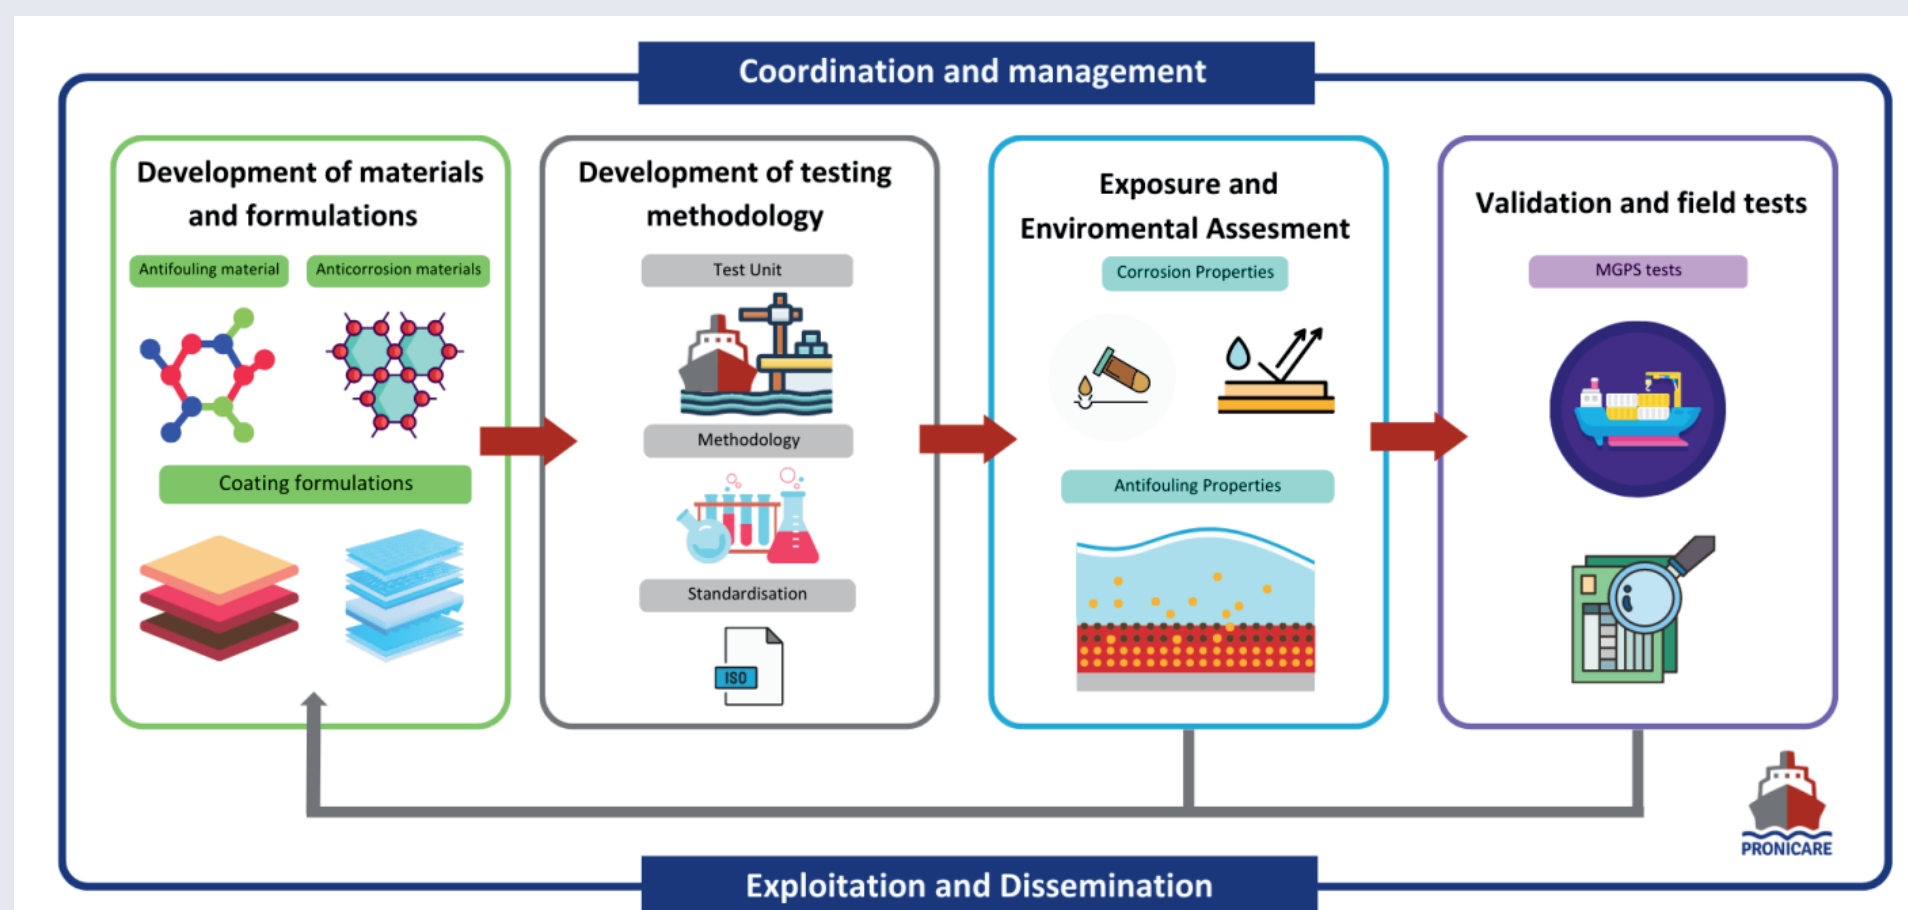 Coordination and management
Development of materials
and formulations
Antifouling material
Anticorrosion materials
Coating formulations
Development of testing
methodology
Test Unit
Methodology
Standardisation
ISO
Exposure and
Enviromental Assesment
Corrosion Properties
Antifouling Properties
Validation and field tests
MGPS tests
PRONICARE
Exploitation and Dissemination